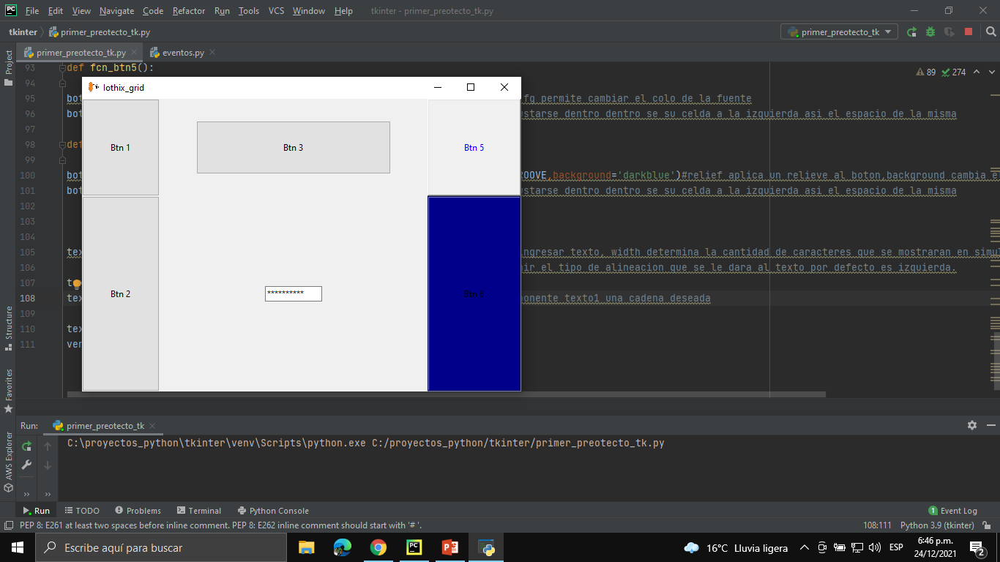 File Edit View Navigate Code Refactor Run Tools VCS Window Help tkinter - primer_preotecto_tk.py
tkinter primer_preotecto_tk.py primer_preotecto_tk
Project
primer_preotecto_tk.py eventos.py
93 def fcn_btn5():
89 274
94
lothix_grid
95 bot fg permite cambiar el colo de la fuente
96 bot starse dentro dentro se su celda a la izquierda asi el espacio de la misma
97
98 def
99
100 bot ROOVE,background='darkblue')#relief aplica un relieve al boton,background cambia e
101 bot starse dentro dentro se su celda a la izquierda asi el espacio de la misma
102
103
104
105 tex ngresar texto, width determina la cantidad de caracteres que se mostraran en simul
106 ir el tipo de alineacion que se le dara al texto por defecto es izquierda.
107 t
108 tex ponente texto1 una cadena deseada
109
110 tex
111 ven
Btn 1 Btn 3 Btn 5
Btn 2 ********** Btn 6
Structure
Favorites
AWS Explorer
Run: primer_preotecto_tk
C:\proyectos_python\tkinter\venv\Scripts\python.exe C:/proyectos_python/tkinter/primer_preotecto_tk.py
Run TODO Problems Terminal Python Console 1 Event Log
PEP 8: E261 at least two spaces before inline comment. PEP 8: E262 inline comment should start with '# '. 108:111 Python 3.9 (tkinter)
Escribe aquí para buscar 16°C Lluvia ligera ESP 6:46 p.m.
24/12/2021 2